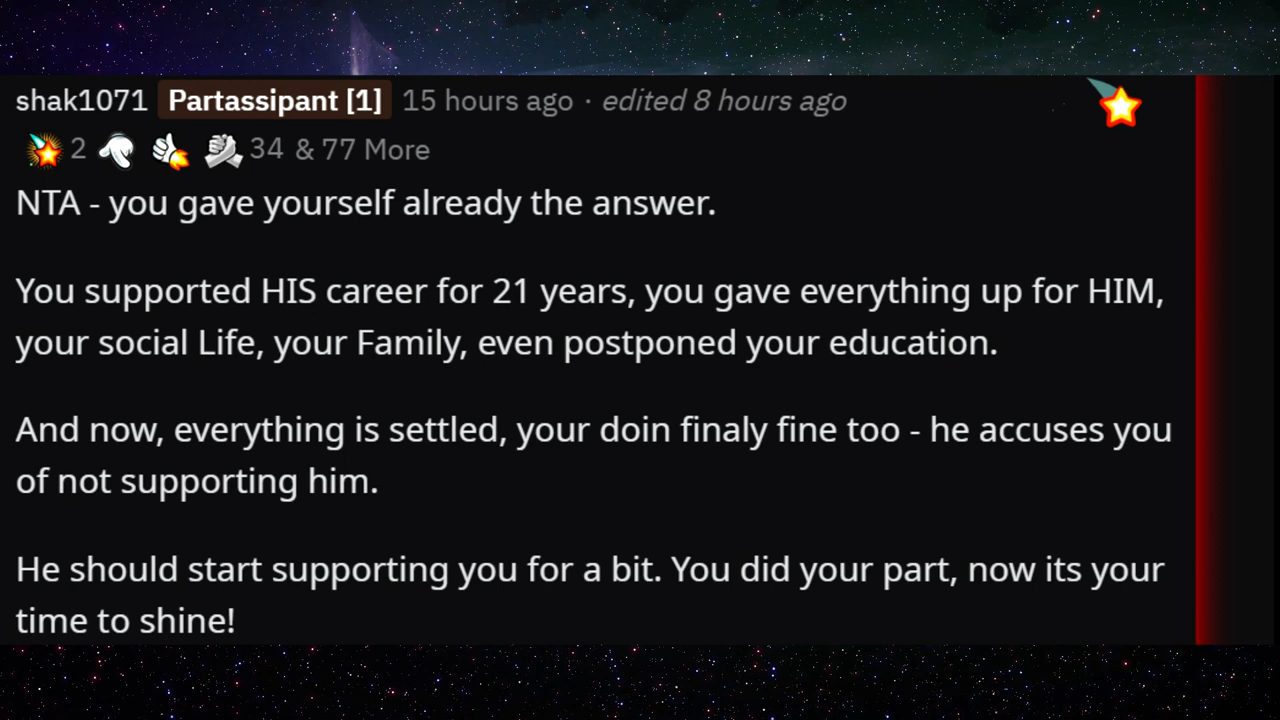 shak1071 Partassipant [1] 15 hours ago · edited 8 hours ago
2 34 & 77 More
NTA - you gave yourself already the answer.
You supported HIS career for 21 years, you gave everything up for HIM,
your social Life, your Family, even postponed your education.
And now, everything is settled, your doin finaly fine too - he accuses you
of not supporting him.
He should start supporting you for a bit. You did your part, now its your
time to shine!